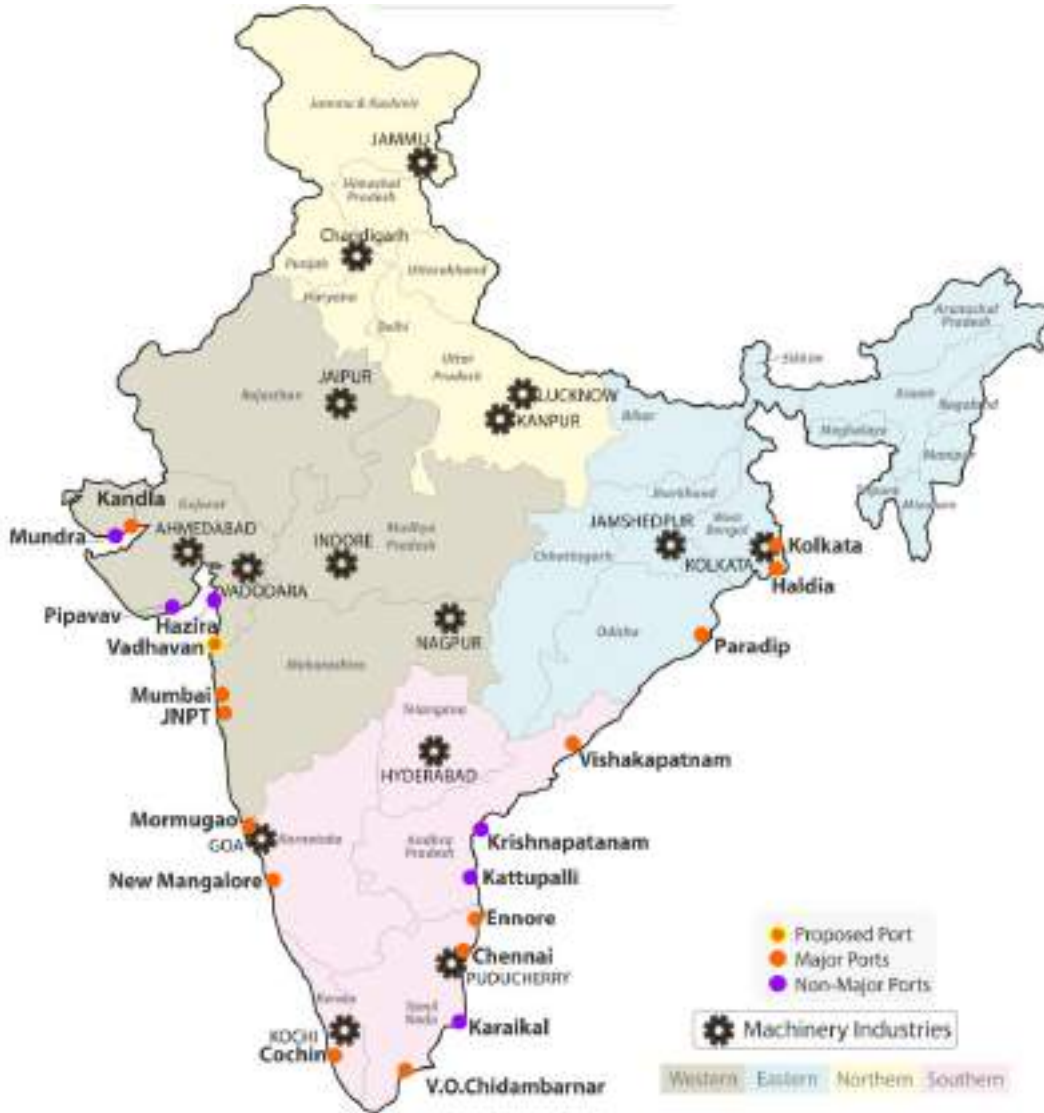 Jammu & Kashmir
JAMMU
Himachal
Pradesh
Chandigarh
Punjab
Uttarakhand
Haryana
Delhi
Arunachal
Pradesh
Sikkim
Uttar
Pradesh
JAIPUR
Rajasthan
LUCKNOW
KANPUR
Bihar
Assam
Nagaland
Meghalaya
Manipur
Tripura
Mizoram
Kandla
Gujarat
Mundra
AHMEDABAD
INDORE
Madhya
Pradesh
Jharkhand
JAMSHEDPUR
West
Bengal
Chhattisgarh
KOLKATA
Kolkata
Haldia
VADODARA
Pipavav
Hazira
Vadhavan
NAGPUR
Odisha
Paradip
Maharashtra
Mumbai
JNPT
Telangana
HYDERABAD
Vishakapatnam
Mormugao
GOA
Karnataka
Andhra
Pradesh
Krishnapatanam
New Mangalore
Kattupalli
Ennore
Chennai
PUDUCHERRY
Kerala
Tamil
Nadu
Karaikal
KOCHI
Cochin
V.O.Chidambarnar
Proposed Port
Major Ports
Non-Major Ports
Machinery Industries
Western Eastern Northern Southern